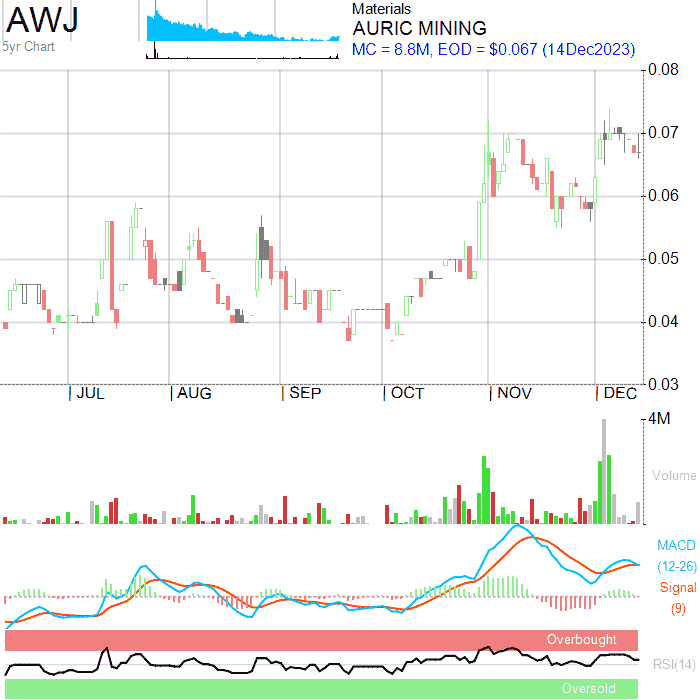 AWJ
5yr Chart
Materials
AURIC MINING
MC = 8.8M, EOD = $0.067 (14Dec2023)
0.08
0.07
0.06
0.05
0.04
0.03
JUL
AUG
SEP
OCT
NOV
DEC
4M
Volume
MACD
(12-26)
Signal
(9)
Overbought
RSI(14)
Oversold